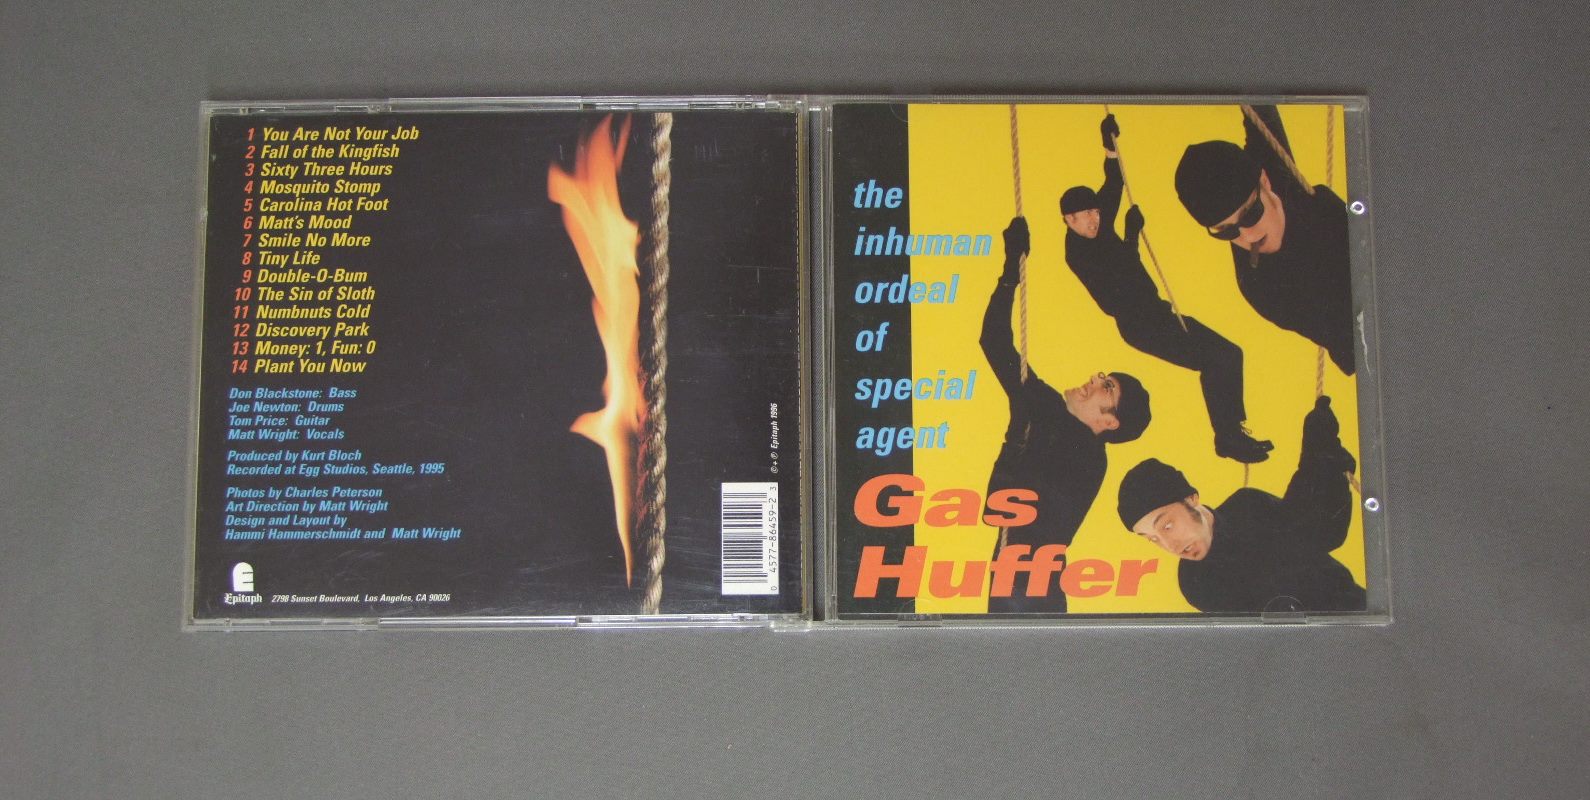 1 You Are Not Your Job
2 Fall of the Kingfish
3 Sixty Three Hours
4 Mosquito Stomp
5 Carolina Hot Foot
6 Matt's Mood
7 Smile No More
8 Tiny Life
9 Double-O-Bum
10 The Sin of Sloth
11 Numbnuts Cold
12 Discovery Park
13 Money: 1, Fun: 0
14 Plant You Now
Don Blackstone: Bass
Joe Newton: Drums
Tom Price: Guitar
Matt Wright: Vocals
Produced by Kurt Bloch
Recorded at Egg Studios, Seattle, 1995
Photos by Charles Peterson
Art Direction by Matt Wright
Design and Layout by
Hammi Hammerschmidt and Matt Wright
Epitaph 2798 Sunset Boulevard, Los Angeles, CA 90026
©+℗ Epitaph 1996
0 4577-86459-2 3
the
inhuman
ordeal
of
special
agent
Gas
Huffer